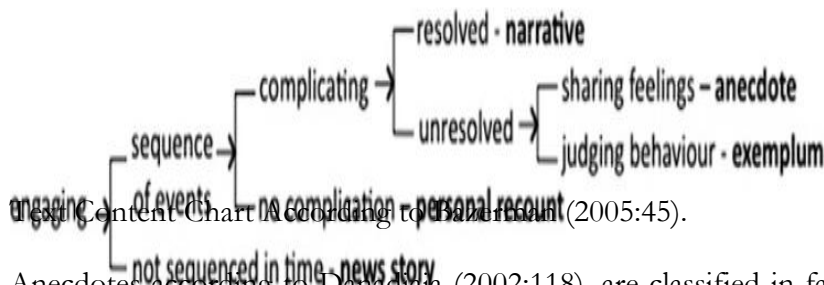 resolved - narrative
complicating
sharing feelings – anecdote
unresolved
sequence of events
judging behaviour - exemplum
engaging
no complication – personal recount
Text Content Chart According to Bazerman (2005:45).
not sequenced in time - news story
Anecdotes according to (2002:118), are classified in